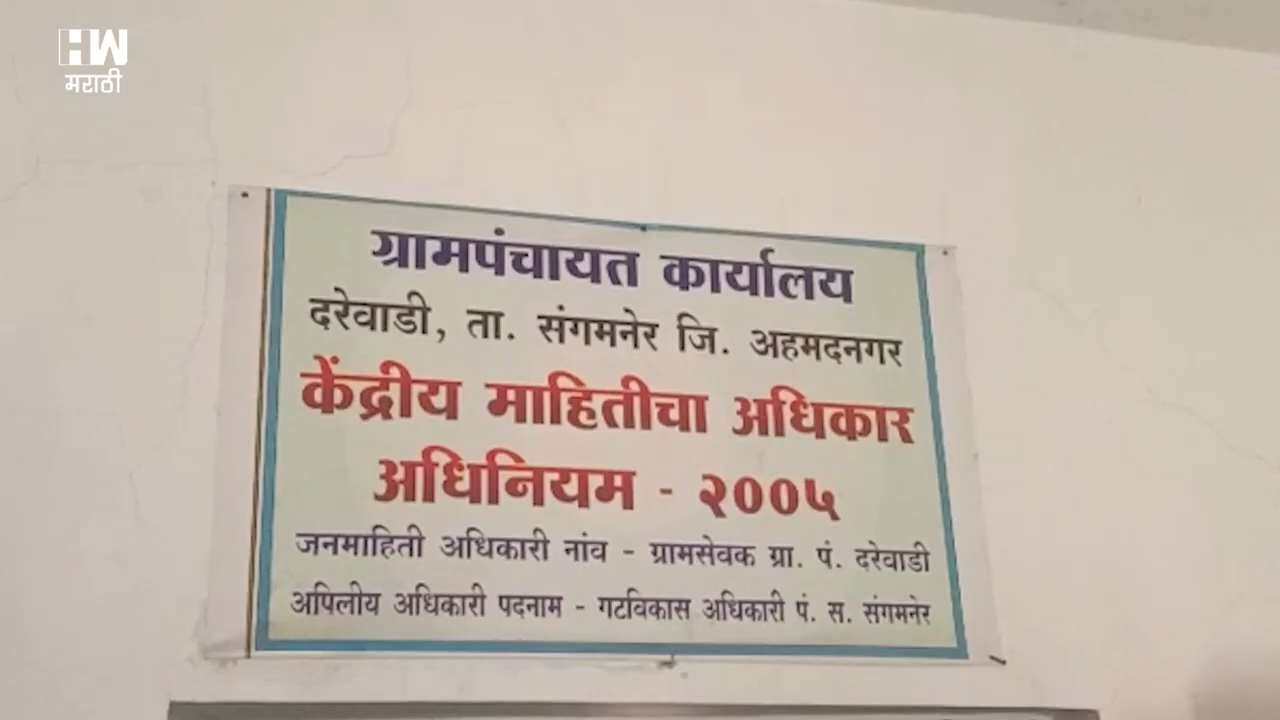 HW
मराठी
ग्रामपंचायत कार्यालय
दरेवाडी, ता. संगमनेर जि. अहमदनगर
केंद्रीय माहितीचा अधिकार
अधिनियम - २००५
जनमाहिती अधिकारी नांव - ग्रामसेवक ग्रा. पं. दरेवाडी
अपिलीय अधिकारी पदनाम - गटविकास अधिकारी पं. स. संगमनेर